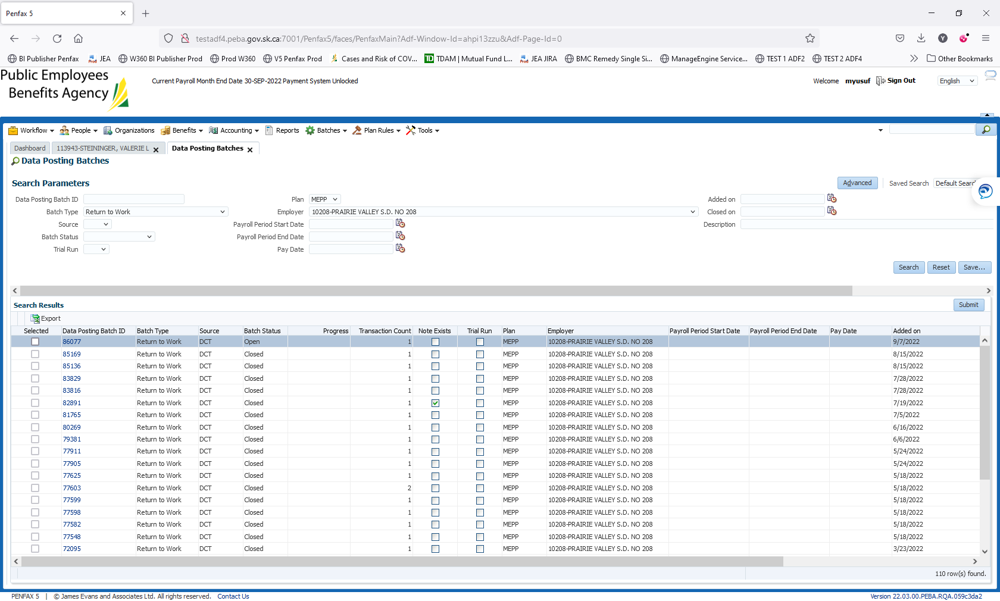 Penfax 5
testadf4.peba.gov.sk.ca:7001/Penfax5/faces/PenfaxMain?Adf-Window-Id=ahpi13zzu&Adf-Page-Id=0
BI Publisher Penfax JEA W360 BI Publisher Prod Prod W360 V5 Penfax Prod Cases and Risk of COV... TDAM | Mutual Fund L... JEA JIRA BMC Remedy Single Si... ManageEngine Service... TEST 1 ADF2 TEST 2 ADF4 Other Bookmarks
Public Employees
Benefits Agency
Current Payroll Month End Date 30-SEP-2022 Payment System Unlocked
Welcome myusuf Sign Out English
Workflow People Organizations Benefits Accounting Reports Batches Plan Rules Tools
Dashboard 113943-STEININGER, VALERIE L Data Posting Batches
Data Posting Batches
Search Parameters
Advanced Saved Search Default Searc
Data Posting Batch ID Plan MEPP Added on
Batch Type Return to Work Employer 10208-PRAIRIE VALLEY S.D. NO 208 Closed on
Source Payroll Period Start Date Description
Batch Status Payroll Period End Date
Trial Run Pay Date
Search Reset Save...
Search Results Submit
Export
Selected Data Posting Batch ID Batch Type Source Batch Status Progress Transaction Count Note Exists Trial Run Plan Employer Payroll Period Start Date Payroll Period End Date Pay Date Added on
86077 Return to Work DCT Open 1 MEPP 10208-PRAIRIE VALLEY S.D. NO 208 9/7/2022
85169 Return to Work DCT Closed 1 MEPP 10208-PRAIRIE VALLEY S.D. NO 208 8/15/2022
85136 Return to Work DCT Closed 1 MEPP 10208-PRAIRIE VALLEY S.D. NO 208 8/15/2022
83829 Return to Work DCT Closed 1 MEPP 10208-PRAIRIE VALLEY S.D. NO 208 7/28/2022
83816 Return to Work DCT Closed 1 MEPP 10208-PRAIRIE VALLEY S.D. NO 208 7/28/2022
82891 Return to Work DCT Closed 1 MEPP 10208-PRAIRIE VALLEY S.D. NO 208 7/19/2022
81765 Return to Work DCT Closed 1 MEPP 10208-PRAIRIE VALLEY S.D. NO 208 7/5/2022
80269 Return to Work DCT Closed 1 MEPP 10208-PRAIRIE VALLEY S.D. NO 208 6/16/2022
79381 Return to Work DCT Closed 1 MEPP 10208-PRAIRIE VALLEY S.D. NO 208 6/6/2022
77911 Return to Work DCT Closed 1 MEPP 10208-PRAIRIE VALLEY S.D. NO 208 5/24/2022
77905 Return to Work DCT Closed 1 MEPP 10208-PRAIRIE VALLEY S.D. NO 208 5/24/2022
77625 Return to Work DCT Closed 1 MEPP 10208-PRAIRIE VALLEY S.D. NO 208 5/18/2022
77603 Return to Work DCT Closed 2 MEPP 10208-PRAIRIE VALLEY S.D. NO 208 5/18/2022
77599 Return to Work DCT Closed 1 MEPP 10208-PRAIRIE VALLEY S.D. NO 208 5/18/2022
77598 Return to Work DCT Closed 1 MEPP 10208-PRAIRIE VALLEY S.D. NO 208 5/18/2022
77582 Return to Work DCT Closed 1 MEPP 10208-PRAIRIE VALLEY S.D. NO 208 5/18/2022
77548 Return to Work DCT Closed 1 MEPP 10208-PRAIRIE VALLEY S.D. NO 208 5/18/2022
72095 Return to Work DCT Closed 1 MEPP 10208-PRAIRIE VALLEY S.D. NO 208 3/23/2022
110 row(s) found.
PENFAX 5 | © James Evans and Associates Ltd. All rights reserved. Contact Us Version 22.03.00.PEBA.RQA.059c3da2